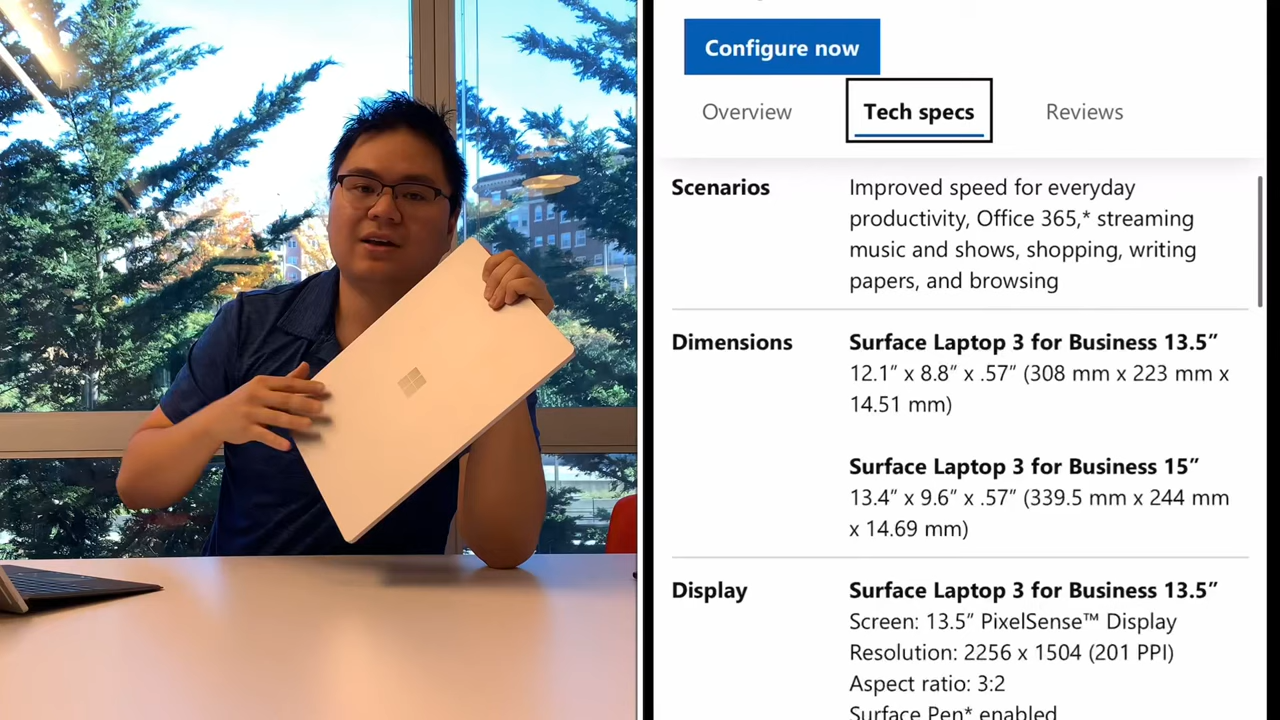 Configure now
Overview
Tech specs
Reviews
Scenarios
Improved speed for everyday
productivity, Office 365,* streaming
music and shows, shopping, writing
papers, and browsing
Dimensions
Surface Laptop 3 for Business 13.5”
12.1” x 8.8” x .57” (308 mm x 223 mm x
14.51 mm)
Surface Laptop 3 for Business 15”
13.4” x 9.6” x .57” (339.5 mm x 244 mm
x 14.69 mm)
Display
Surface Laptop 3 for Business 13.5”
Screen: 13.5” PixelSense™ Display
Resolution: 2256 x 1504 (201 PPI)
Aspect ratio: 3:2
Surface Pen* enabled